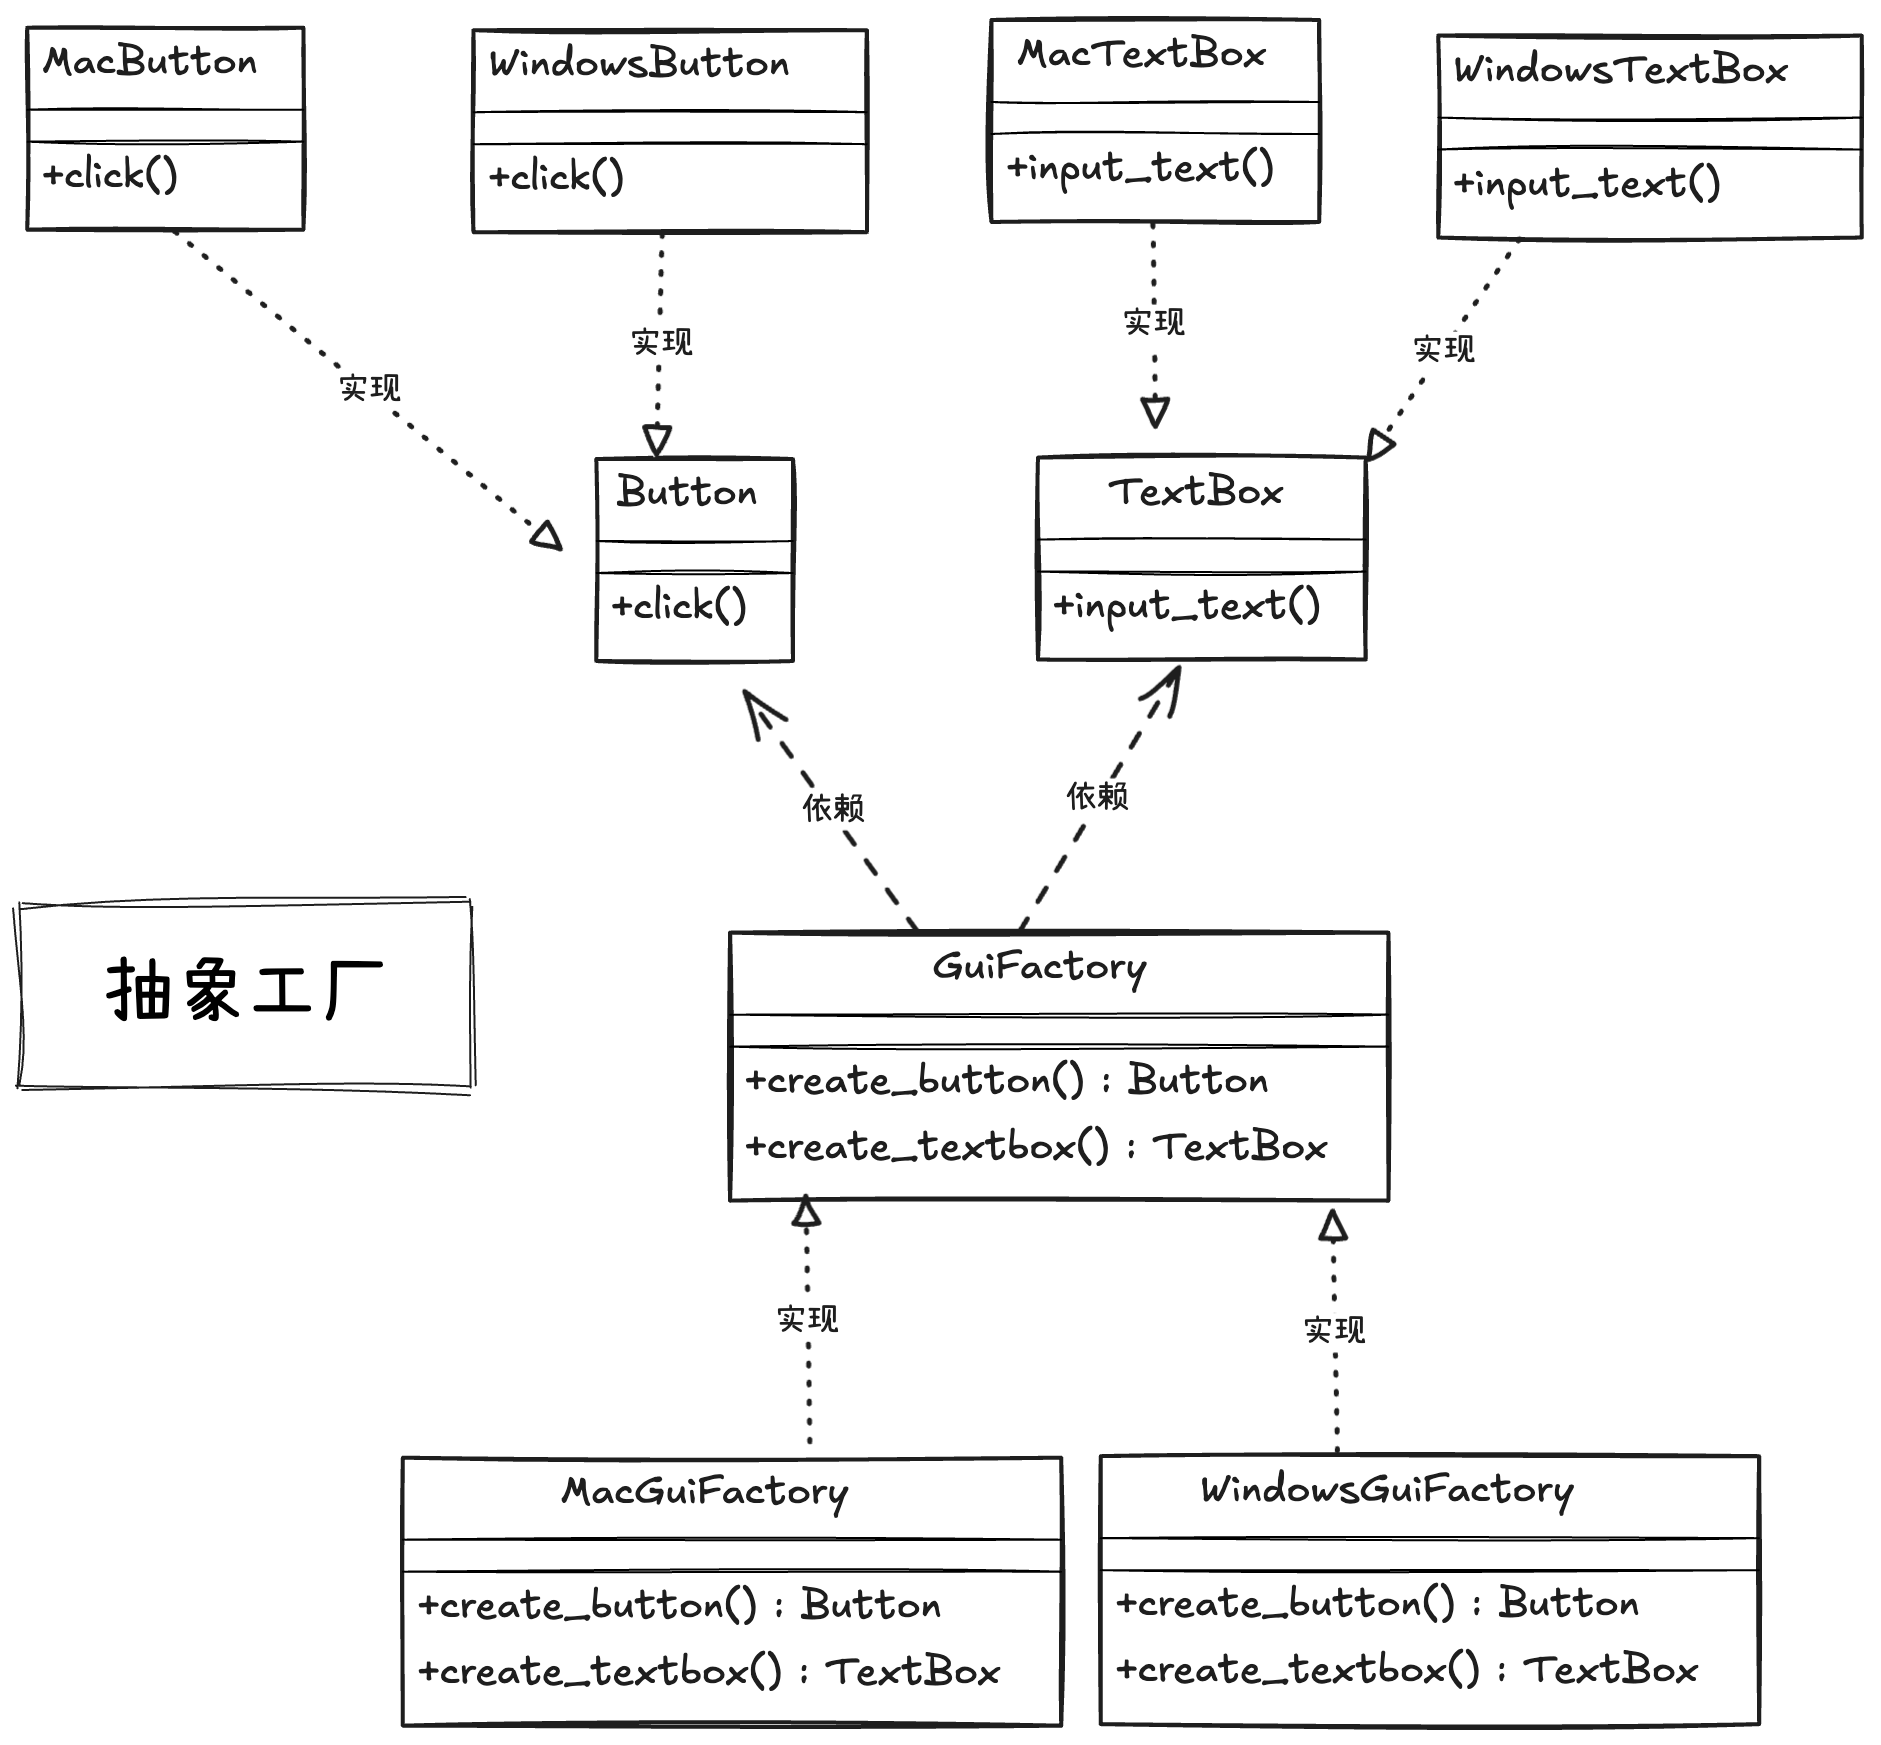 MacButton
+click()
WindowsButton
+click()
MacTextBox
+input_text()
WindowsTextBox
+input_text()
实现
实现
实现
实现
Button
+click()
TextBox
+input_text()
依赖
依赖
抽象工厂
GuiFactory
+create_button() : Button
+create_textbox() : TextBox
实现
实现
MacGuiFactory
+create_button() : Button
+create_textbox() : TextBox
WindowsGuiFactory
+create_button() : Button
+create_textbox() : TextBox